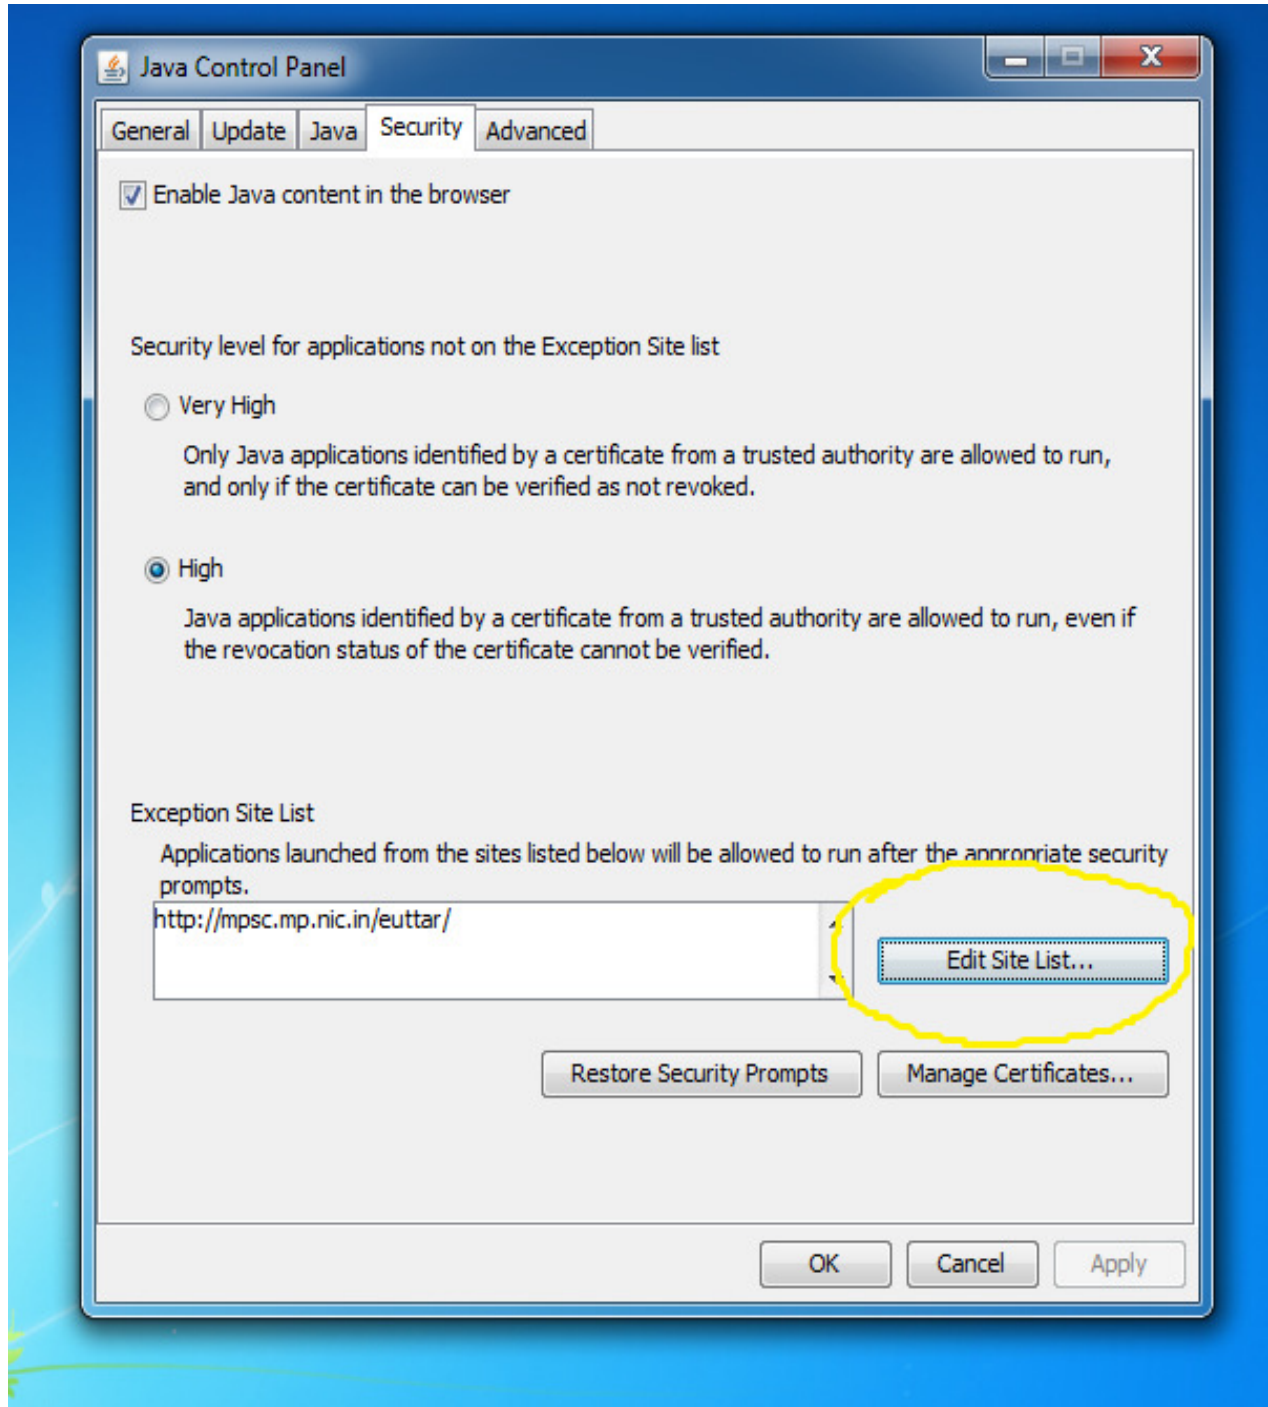 Java Control Panel
General Update Java Security Advanced
Enable Java content in the browser
Security level for applications not on the Exception Site list
Very High
Only Java applications identified by a certificate from a trusted authority are allowed to run,
and only if the certificate can be verified as not revoked.
High
Java applications identified by a certificate from a trusted authority are allowed to run, even if
the revocation status of the certificate cannot be verified.
Exception Site List
Applications launched from the sites listed below will be allowed to run after the appropriate security
prompts.
http://mpsc.mp.nic.in/euttar/
Edit Site List...
Restore Security Prompts Manage Certificates...
OK Cancel Apply